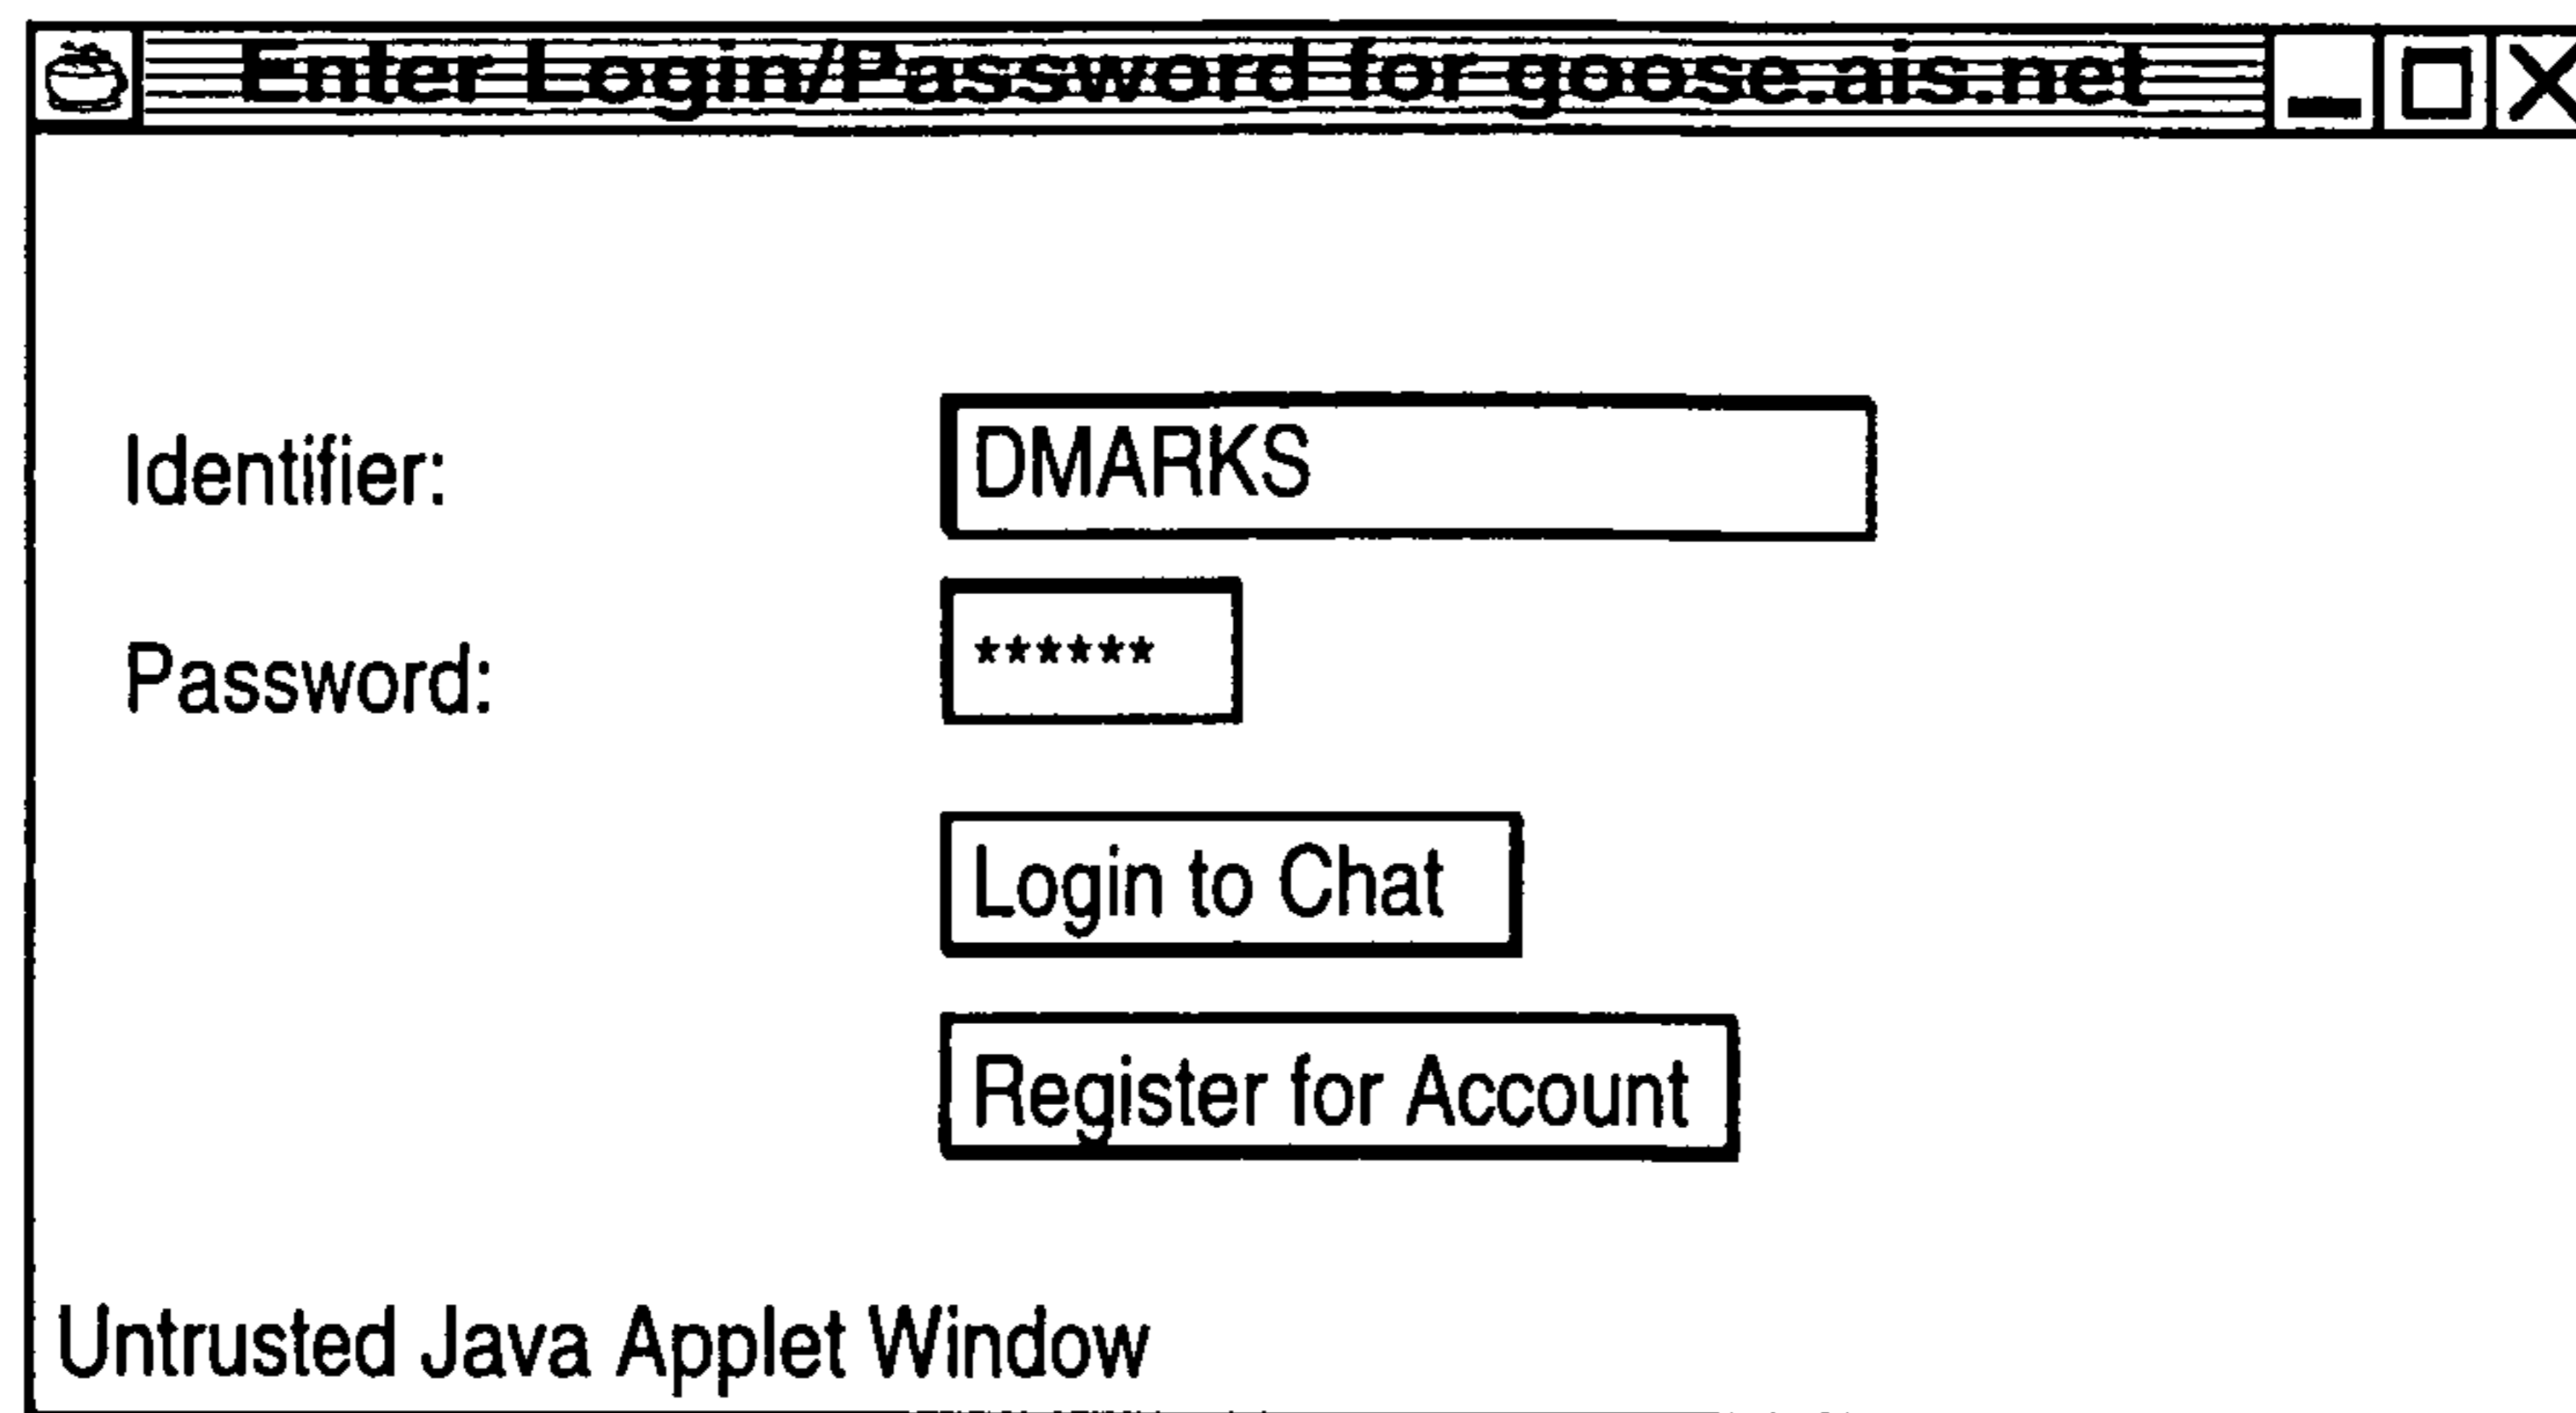 Enter Login/Password for goose.ais.net
Identifier: DMARKS
Password: ******
Login to Chat
Register for Account
Untrusted Java Applet Window